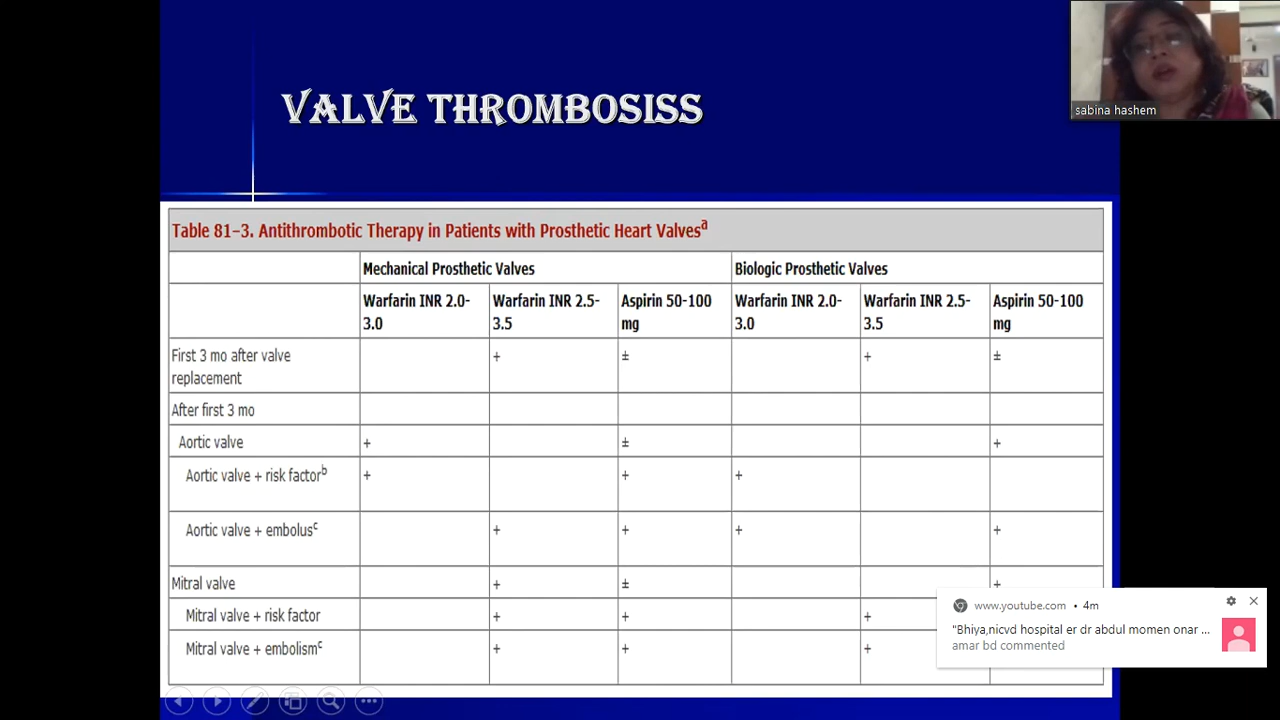 VALVE THROMBOSISS
sabina hashem
Table 81–3. Antithrombotic Therapy in Patients with Prosthetic Heart Valvesa
Mechanical Prosthetic Valves Biologic Prosthetic Valves
Warfarin INR 2.0- Warfarin INR 2.5- Aspirin 50-100 Warfarin INR 2.0- Warfarin INR 2.5- Aspirin 50-100
3.0 3.5 mg 3.0 3.5 mg
First 3 mo after valve + ± + ±
replacement
After first 3 mo
Aortic valve + ± +
Aortic valve + risk factorb + + +
Aortic valve + embolusc + + + +
Mitral valve + ± +
Mitral valve + risk factor + + +
Mitral valve + embolismc + + +
www.youtube.com • 4m
"Bhiya,nicvd hospital er dr abdul momen onar ...
amar bd commented